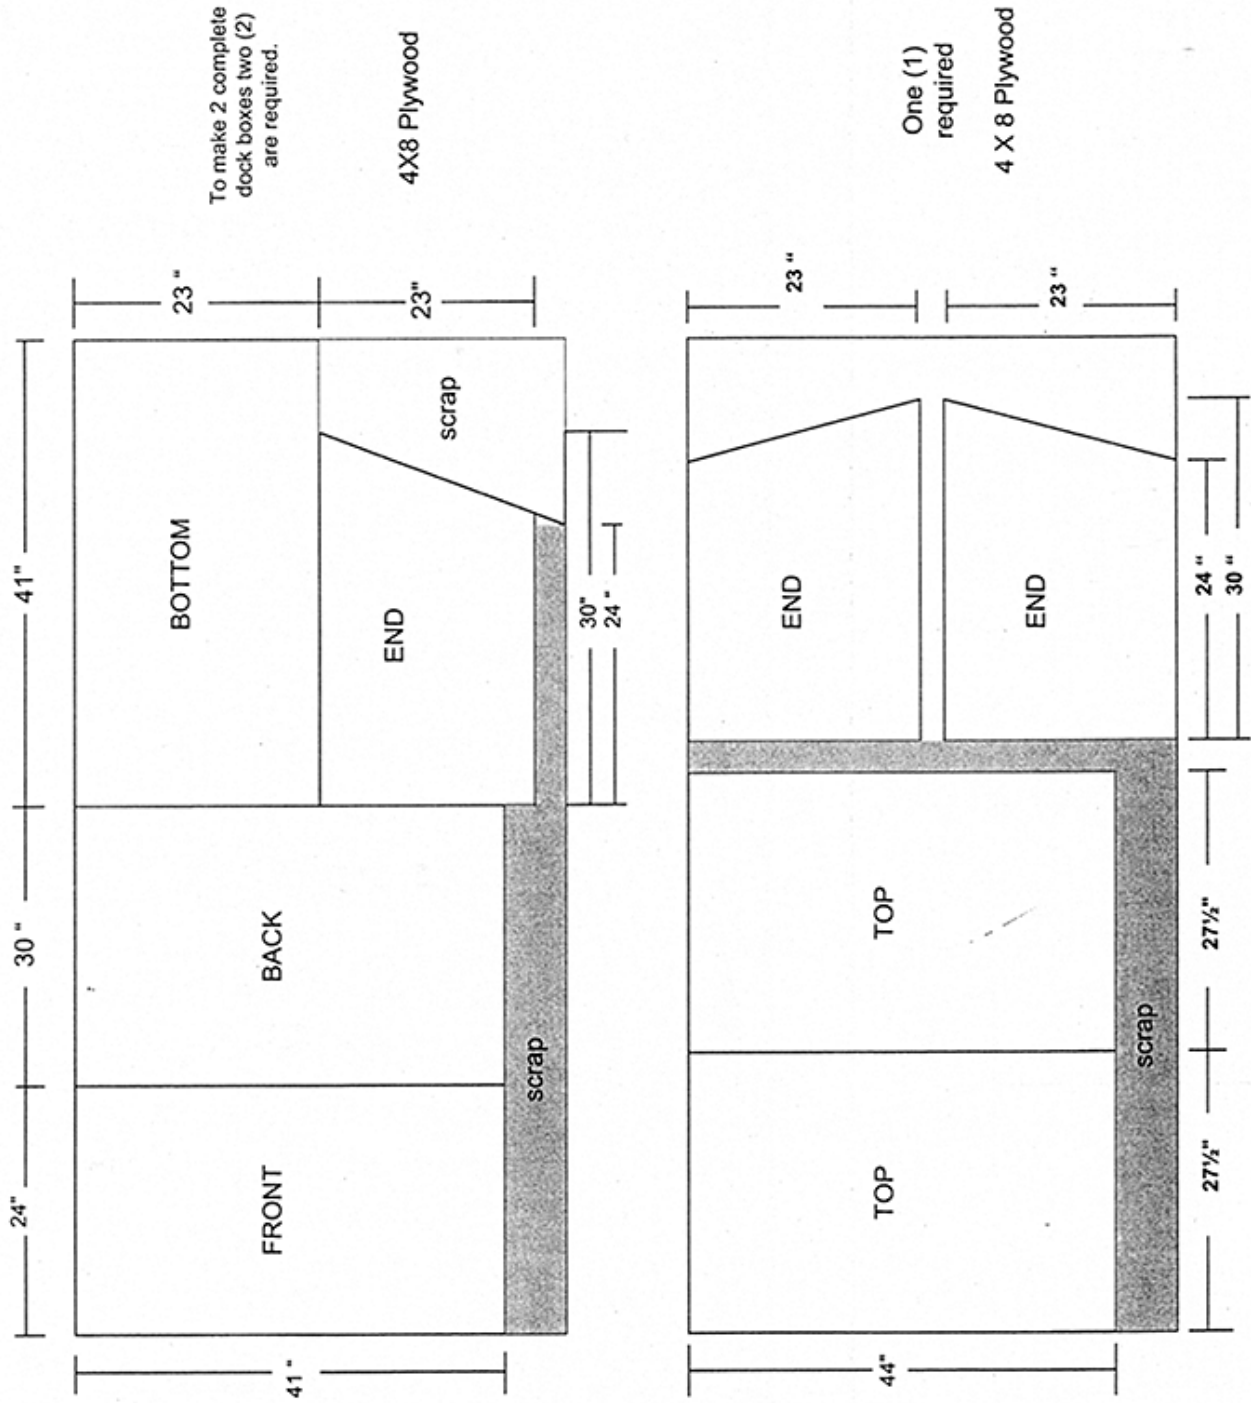 To make 2 complete
dock boxes two (2)
are required.
4X8 Plywood
24"
30 "
41"
41"
FRONT
BACK
BOTTOM
END
scrap
scrap
23 "
23"
30"
24 "
One (1)
required
4 X 8 Plywood
44"
TOP
TOP
END
END
scrap
23 "
23 "
27½"
27½"
24 "
30 "